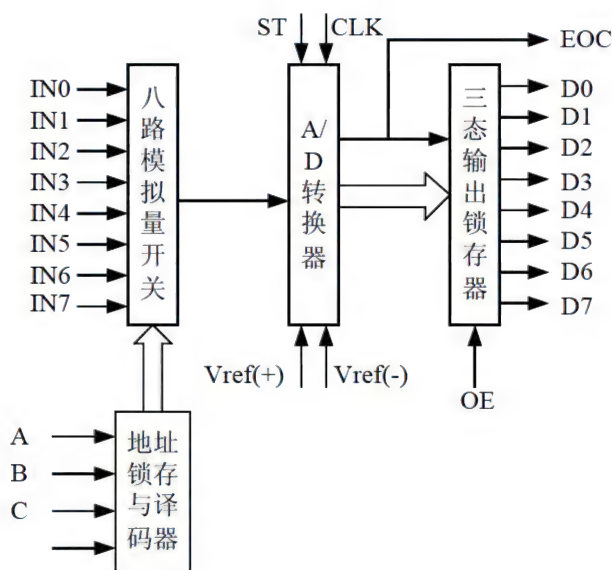 ST
CLK
EOC
IN0
IN1
IN2
IN3
IN4
IN5
IN6
IN7
八路模拟量开关
A/
D
转换器
三态输出锁存器
D0
D1
D2
D3
D4
D5
D6
D7
Vref(+)
Vref(-)
OE
A
B
C
地址
锁存
与译
码器